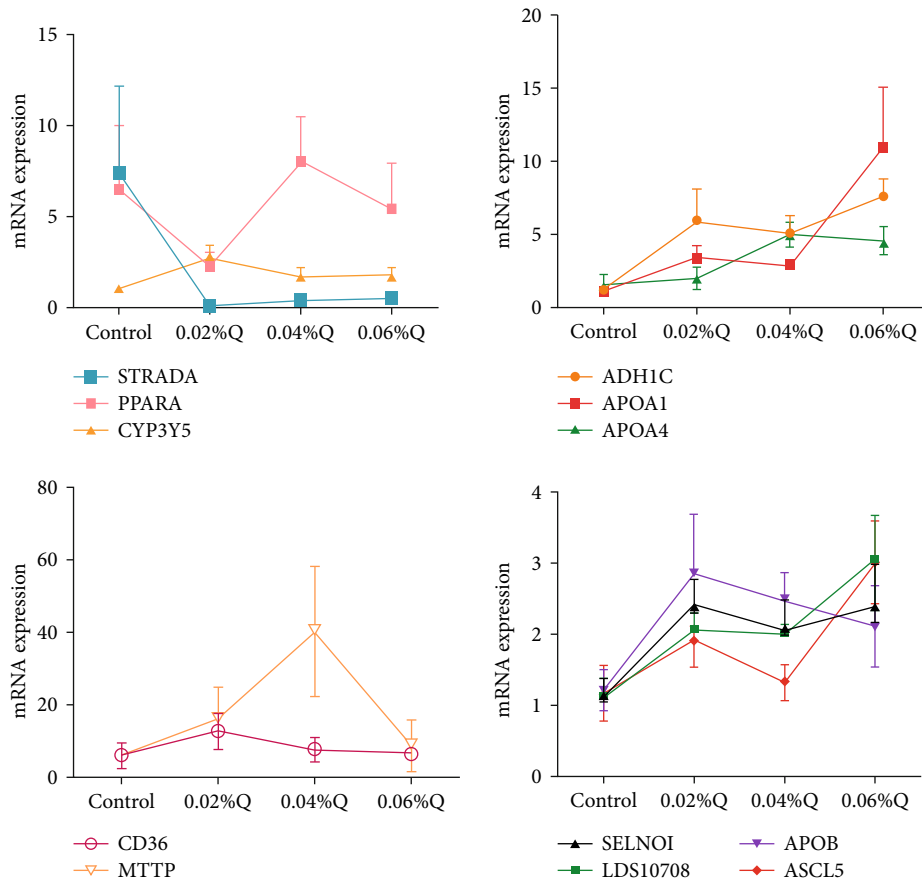 mRNA expression
15
10
5
0
Control 0.02%Q 0.04%Q 0.06%Q
STRADA
PPARA
CYP3Y5
mRNA expression
20
15
10
5
0
Control 0.02%Q 0.04%Q 0.06%Q
ADH1C
APOA1
APOA4
mRNA expression
80
60
40
20
0
Control 0.02%Q 0.04%Q 0.06%Q
CD36
MTTP
mRNA expression
4
3
2
1
0
Control 0.02%Q 0.04%Q 0.06%Q
SELNOI APOB
LDS10708 ASCL5